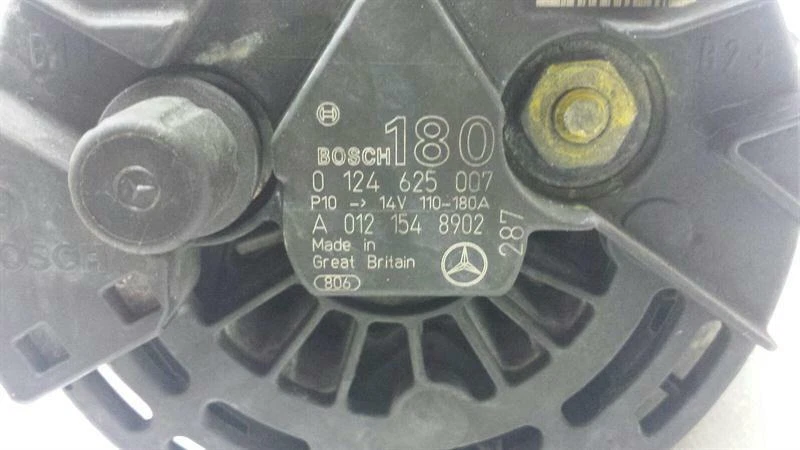 BOSCH 180
0 124 625 007
P10 -> 14V 110-180A
A 012 154 8902
Made in
Great Britain
806
287
BOSCH